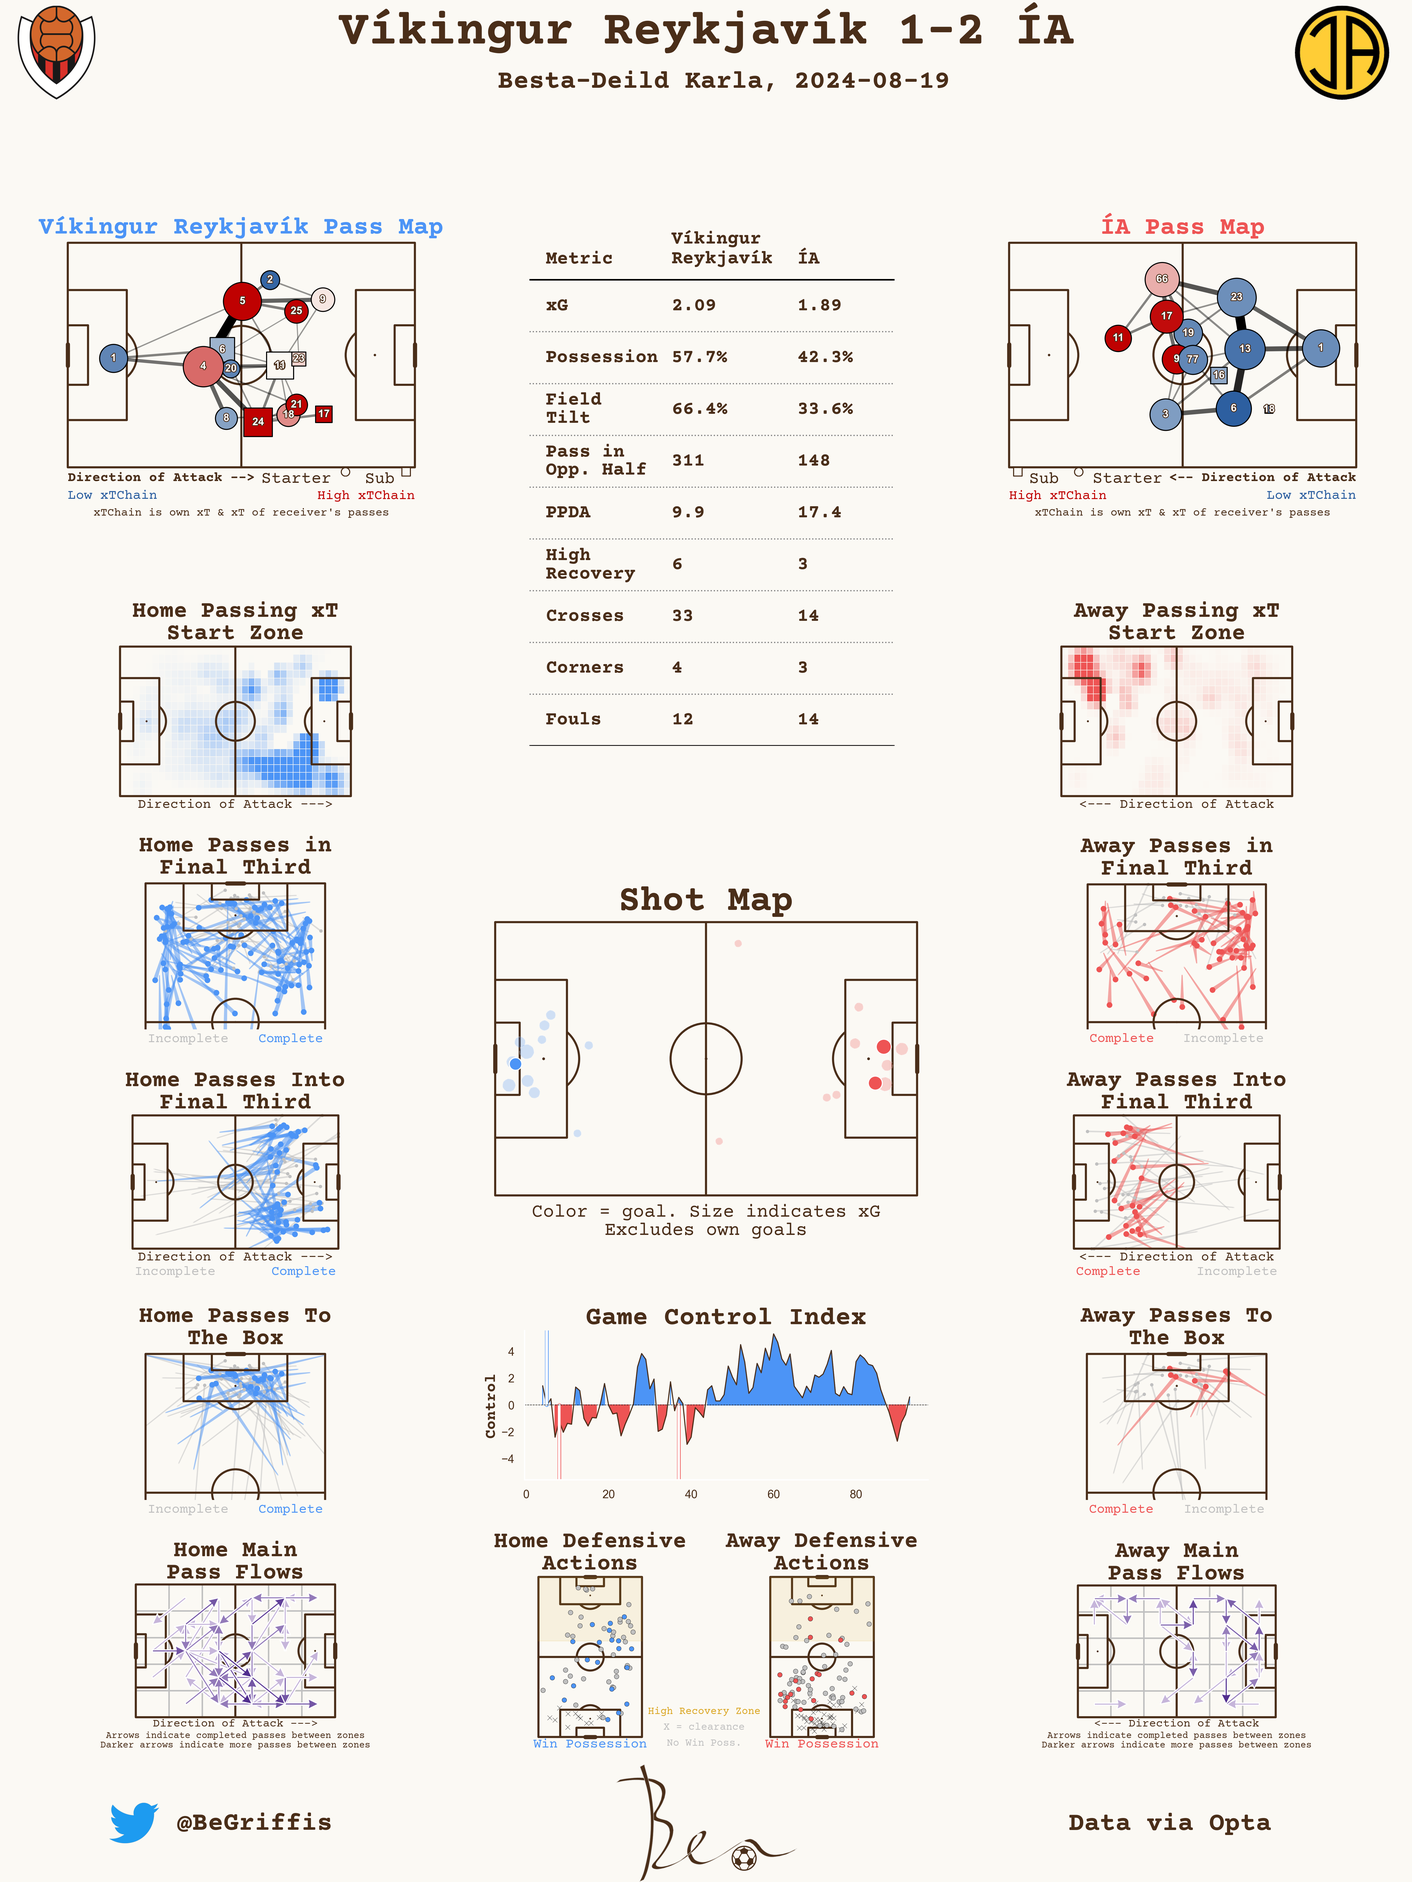 Víkingur Reykjavík 1-2 ÍA
Besta-Deild Karla, 2024-08-19
JA
Víkingur Reykjavík Pass Map
2
5
9
25
6
1
4
20
23
8
24
18
21
17
Direction of Attack --> Starter Sub
Low xTChain High xTChain
xTChain is own xT & xT of receiver's passes
Metric Víkingur Reykjavík ÍA
xG 2.09 1.89
Possession 57.7% 42.3%
Field Tilt 66.4% 33.6%
Pass in Opp. Half 311 148
PPDA 9.9 17.4
High Recovery 6 3
Crosses 33 14
Corners 4 3
Fouls 12 14
ÍA Pass Map
66
23
17
19
11
13
1
9
77
16
3
6
18
Sub Starter <-- Direction of Attack
High xTChain Low xTChain
xTChain is own xT & xT of receiver's passes
Home Passing xT
Start Zone
Direction of Attack --->
Away Passing xT
Start Zone
<--- Direction of Attack
Home Passes in
Final Third
Incomplete Complete
Away Passes in
Final Third
Complete Incomplete
Shot Map
Color = goal. Size indicates xG
Excludes own goals
Home Passes Into
Final Third
Direction of Attack --->
Incomplete Complete
Away Passes Into
Final Third
<--- Direction of Attack
Complete Incomplete
Home Passes To
The Box
Incomplete Complete
Game Control Index
Control
4
2
0
−2
−4
0 20 40 60 80
Away Passes To
The Box
Complete Incomplete
Home Main
Pass Flows
Direction of Attack --->
Arrows indicate completed passes between zones
Darker arrows indicate more passes between zones
Home Defensive
Actions
Win Possession
High Recovery Zone
X = clearance
No Win Poss.
Away Defensive
Actions
Win Possession
Away Main
Pass Flows
<--- Direction of Attack
Arrows indicate completed passes between zones
Darker arrows indicate more passes between zones
@BeGriffis
Ben
Data via Opta